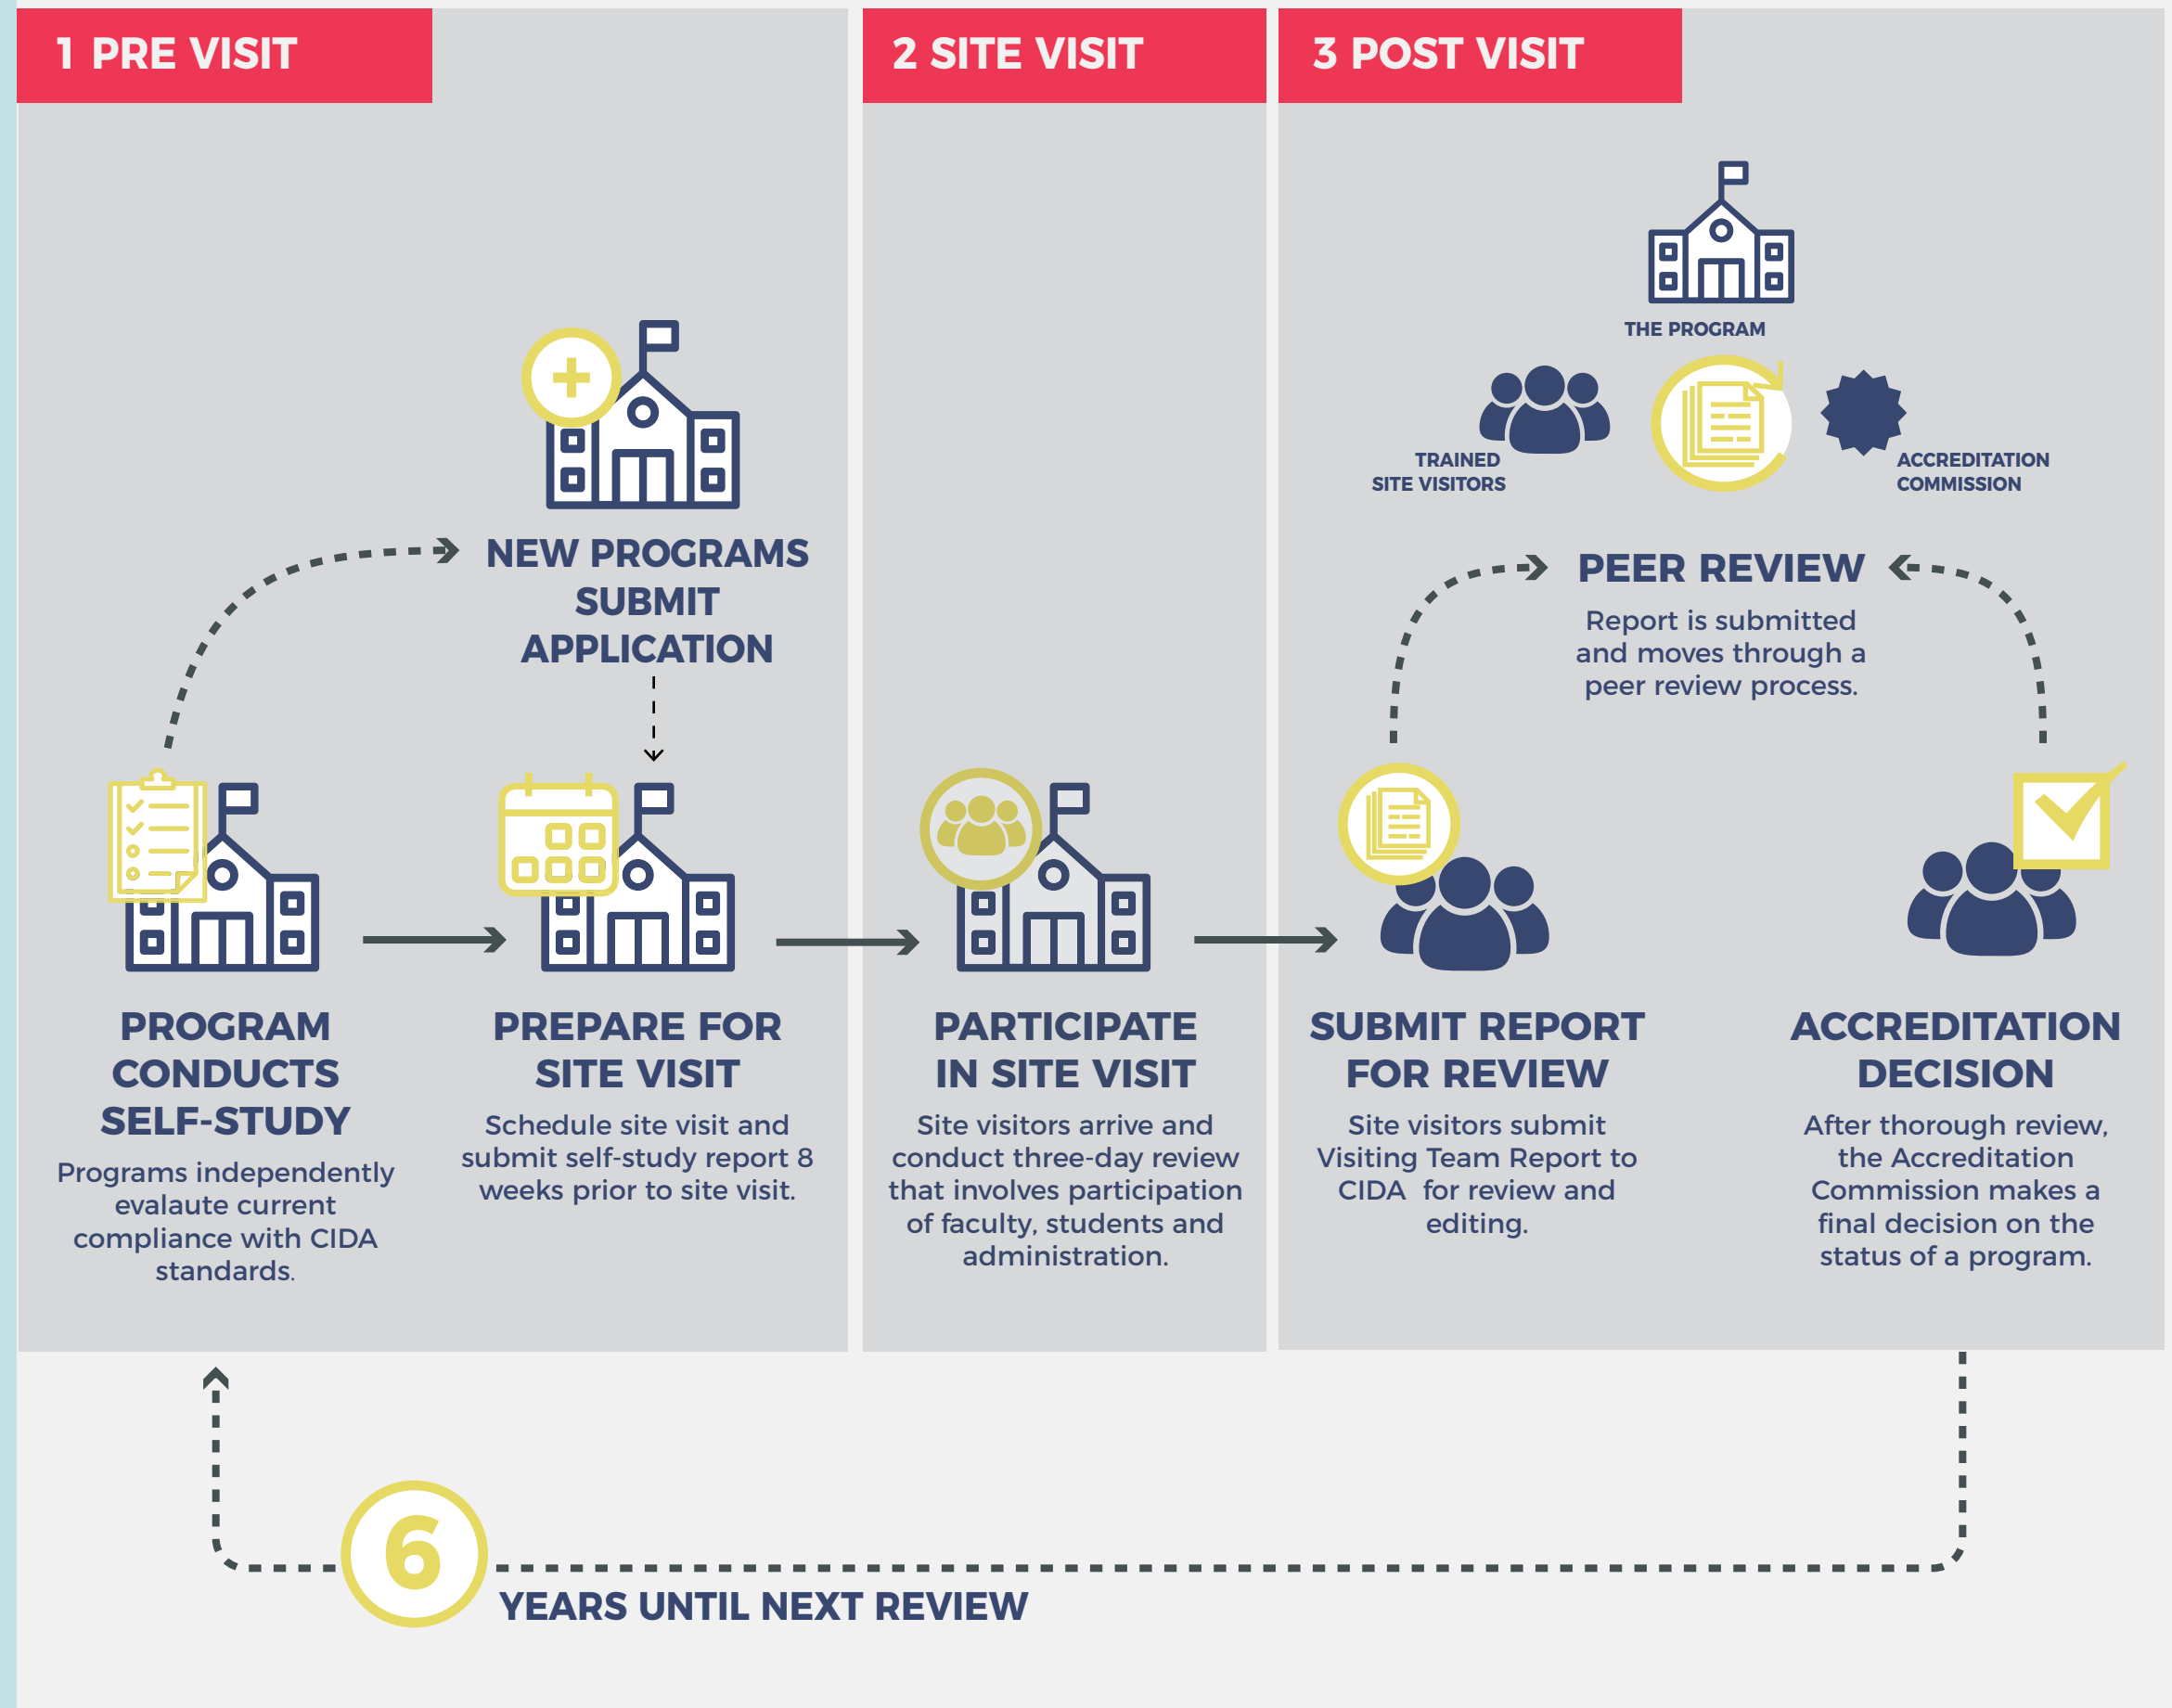 1 PRE VISIT
NEW PROGRAMS
SUBMIT
APPLICATION
PROGRAM
CONDUCTS
SELF-STUDY
Programs independently
evalaute current
compliance with CIDA
standards.
PREPARE FOR
SITE VISIT
Schedule site visit and
submit self-study report 8
weeks prior to site visit.
2 SITE VISIT
PARTICIPATE
IN SITE VISIT
Site visitors arrive and
conduct three-day review
that involves participation
of faculty, students and
administration.
3 POST VISIT
THE PROGRAM
TRAINED
SITE VISITORS
ACCREDITATION
COMMISSION
PEER REVIEW
Report is submitted
and moves through a
peer review process.
SUBMIT REPORT
FOR REVIEW
Site visitors submit
Visiting Team Report to
CIDA  for review and
editing.
ACCREDITATION
DECISION
After thorough review,
the Accreditation
Commission makes a
final decision on the
status of a program.
6
YEARS UNTIL NEXT REVIEW